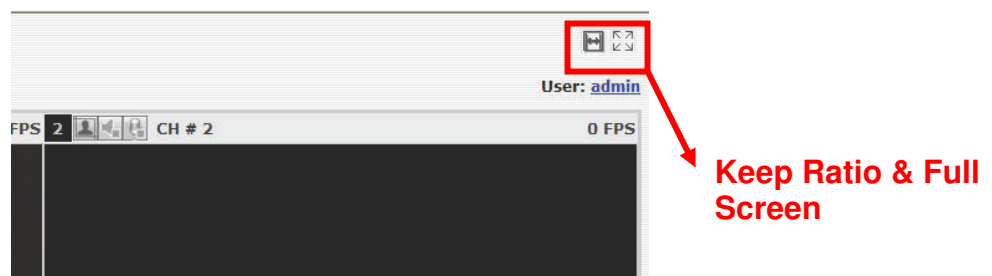 User: admin
FPS 2 CH # 2 0 FPS
Keep Ratio & Full
Screen